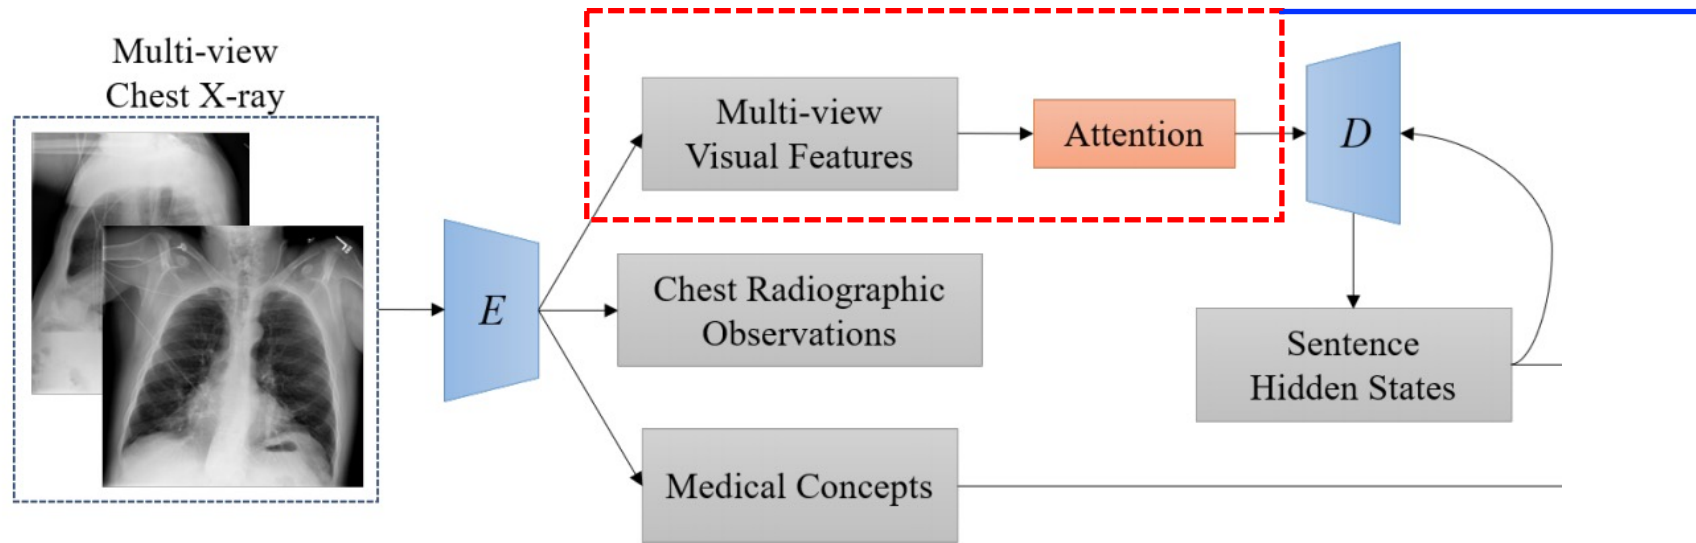 Multi-view
Chest X-ray
E
Multi-view
Visual Features
Attention
D
Chest Radiographic
Observations
Sentence
Hidden States
Medical Concepts